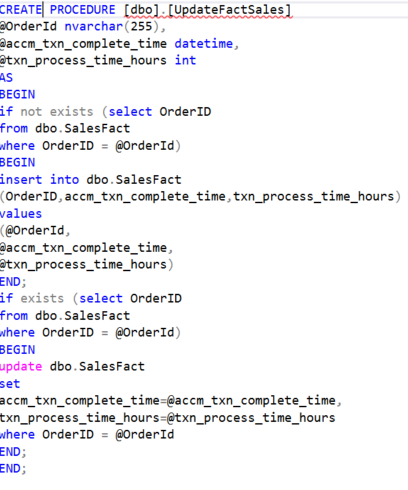 CREATE PROCEDURE [dbo].[UpdateFactSales]
@OrderId nvarchar(255),
@accm_txn_complete_time datetime,
@txn_process_time_hours int
AS
BEGIN
if not exists (select OrderID
from dbo.SalesFact
where OrderID = @OrderId)
BEGIN
insert into dbo.SalesFact
(OrderID,accm_txn_complete_time,txn_process_time_hours)
values
(@OrderId,
@accm_txn_complete_time,
@txn_process_time_hours)
END;
if exists (select OrderID
from dbo.SalesFact
where OrderID = @OrderId)
BEGIN
update dbo.SalesFact
set
accm_txn_complete_time=@accm_txn_complete_time,
txn_process_time_hours=@txn_process_time_hours
where OrderID = @OrderId
END;
END;